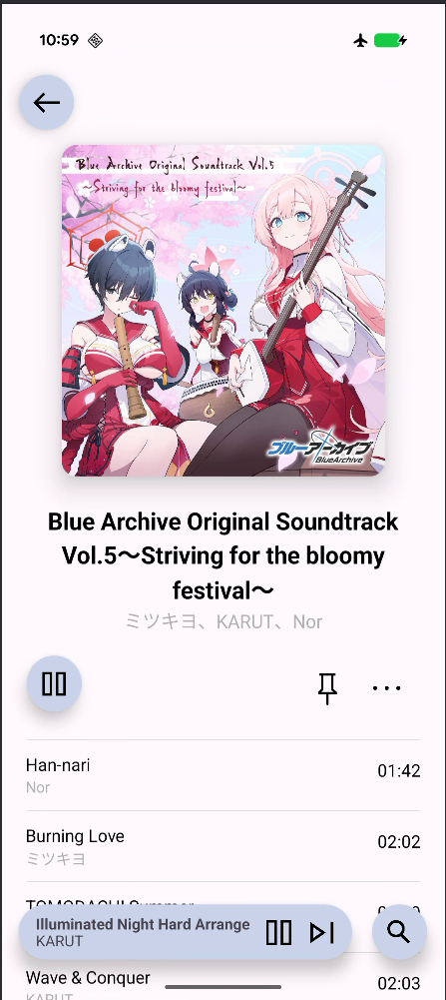 10:59
Blue Archive Original Soundtrack Vol.5
~Striving for the bloomy festival~
ブルーアーカイブ
BlueArchive
Blue Archive Original Soundtrack
Vol.5～Striving for the bloomy
festival～
ミツキヨ、KARUT、Nor
Han-nari
01:42
Nor
Burning Love
02:02
ミツキヨ
Illuminated Night Hard Arrange
KARUT
Wave & Conquer
02:03
KARUT